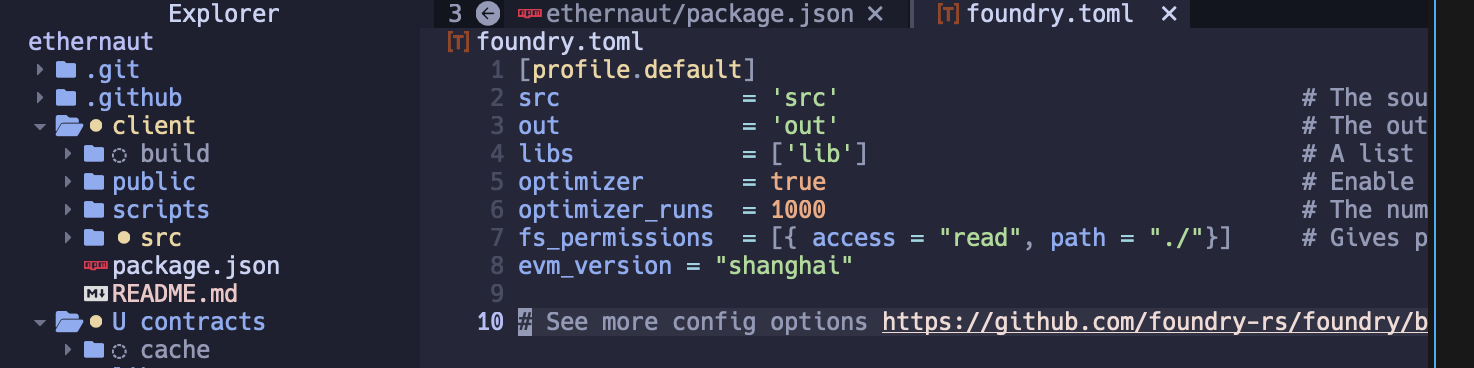 Explorer
ethernaut
.git
.github
client
build
public
scripts
src
package.json
README.md
U contracts
cache
3 ethernaut/package.json × [T] foundry.toml ×
[T] foundry.toml
1 [profile.default]
2 src = 'src' # The sou
3 out = 'out' # The out
4 libs = ['lib'] # A list
5 optimizer = true # Enable
6 optimizer_runs = 1000 # The num
7 fs_permissions = [{ access = "read", path = "./"}] # Gives p
8 evm_version = "shanghai"
9
10 # See more config options https://github.com/foundry-rs/foundry/b